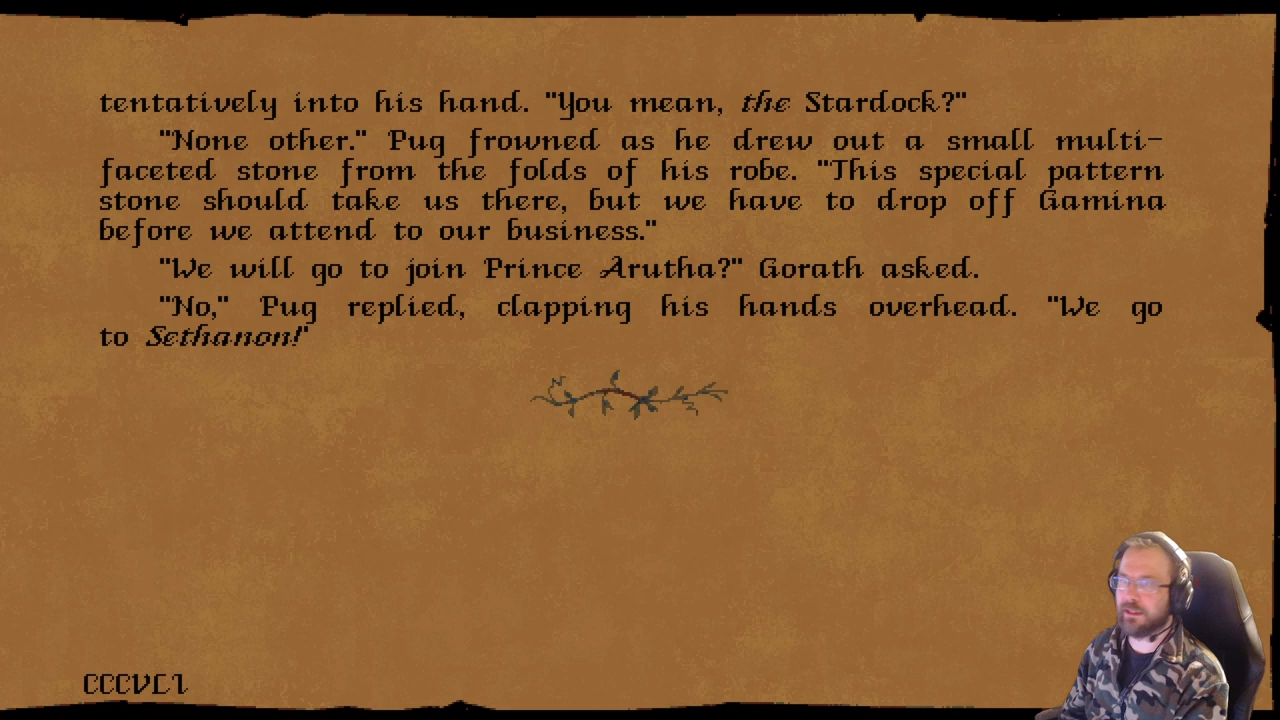 tentatively into his hand. "You mean, the Stardock?"
"None other." Pug frowned as he drew out a small multi-
faceted stone from the folds of his robe. "This special pattern
stone should take us there, but we have to drop off Gamina
before we attend to our business."
"We will go to join Prince Arutha?" Gorath asked.
"No," Pug replied, clapping his hands overhead. "We go
to Sethanon!"
CCCVLI